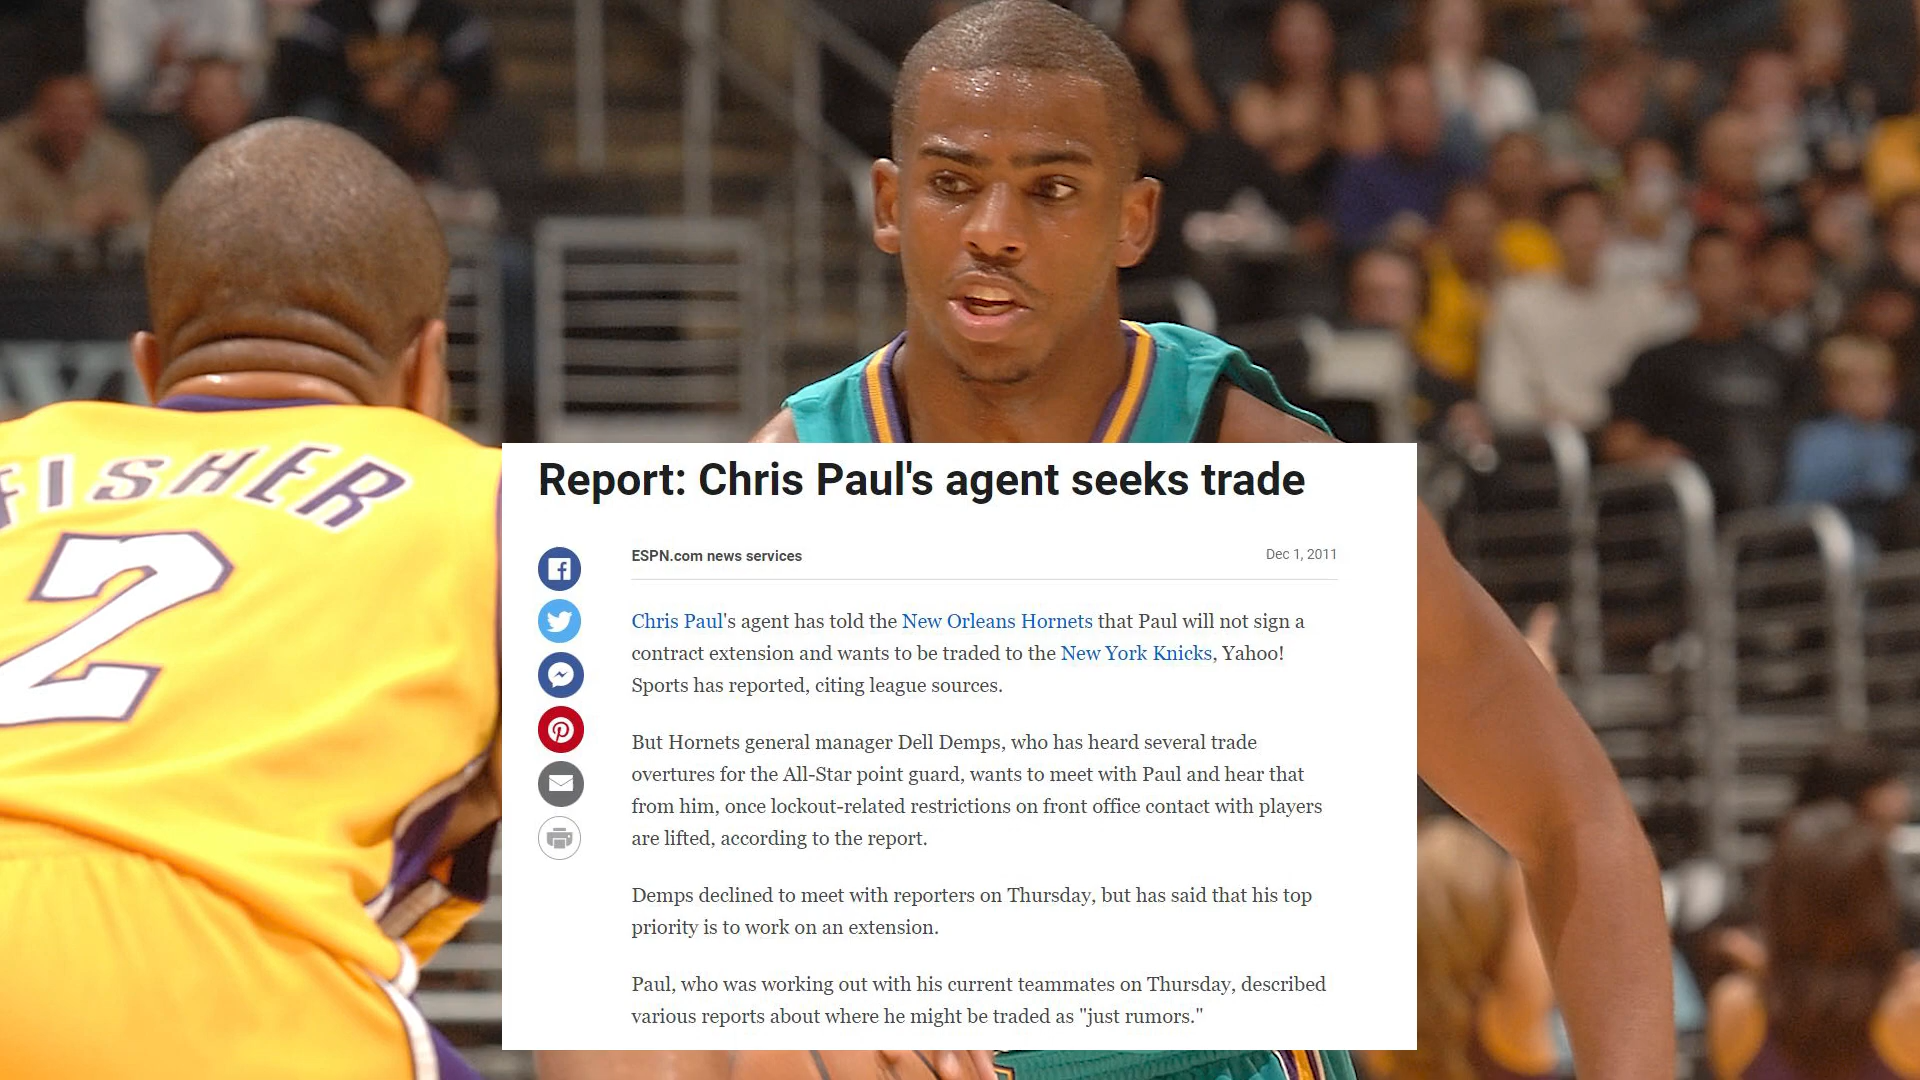 FISHER
2
Report: Chris Paul's agent seeks trade
ESPN.com news services
Dec 1, 2011
Chris Paul's agent has told the New Orleans Hornets that Paul will not sign a
contract extension and wants to be traded to the New York Knicks, Yahoo!
Sports has reported, citing league sources.
But Hornets general manager Dell Demps, who has heard several trade
overtures for the All-Star point guard, wants to meet with Paul and hear that
from him, once lockout-related restrictions on front office contact with players
are lifted, according to the report.
Demps declined to meet with reporters on Thursday, but has said that his top
priority is to work on an extension.
Paul, who was working out with his current teammates on Thursday, described
various reports about where he might be traded as "just rumors."